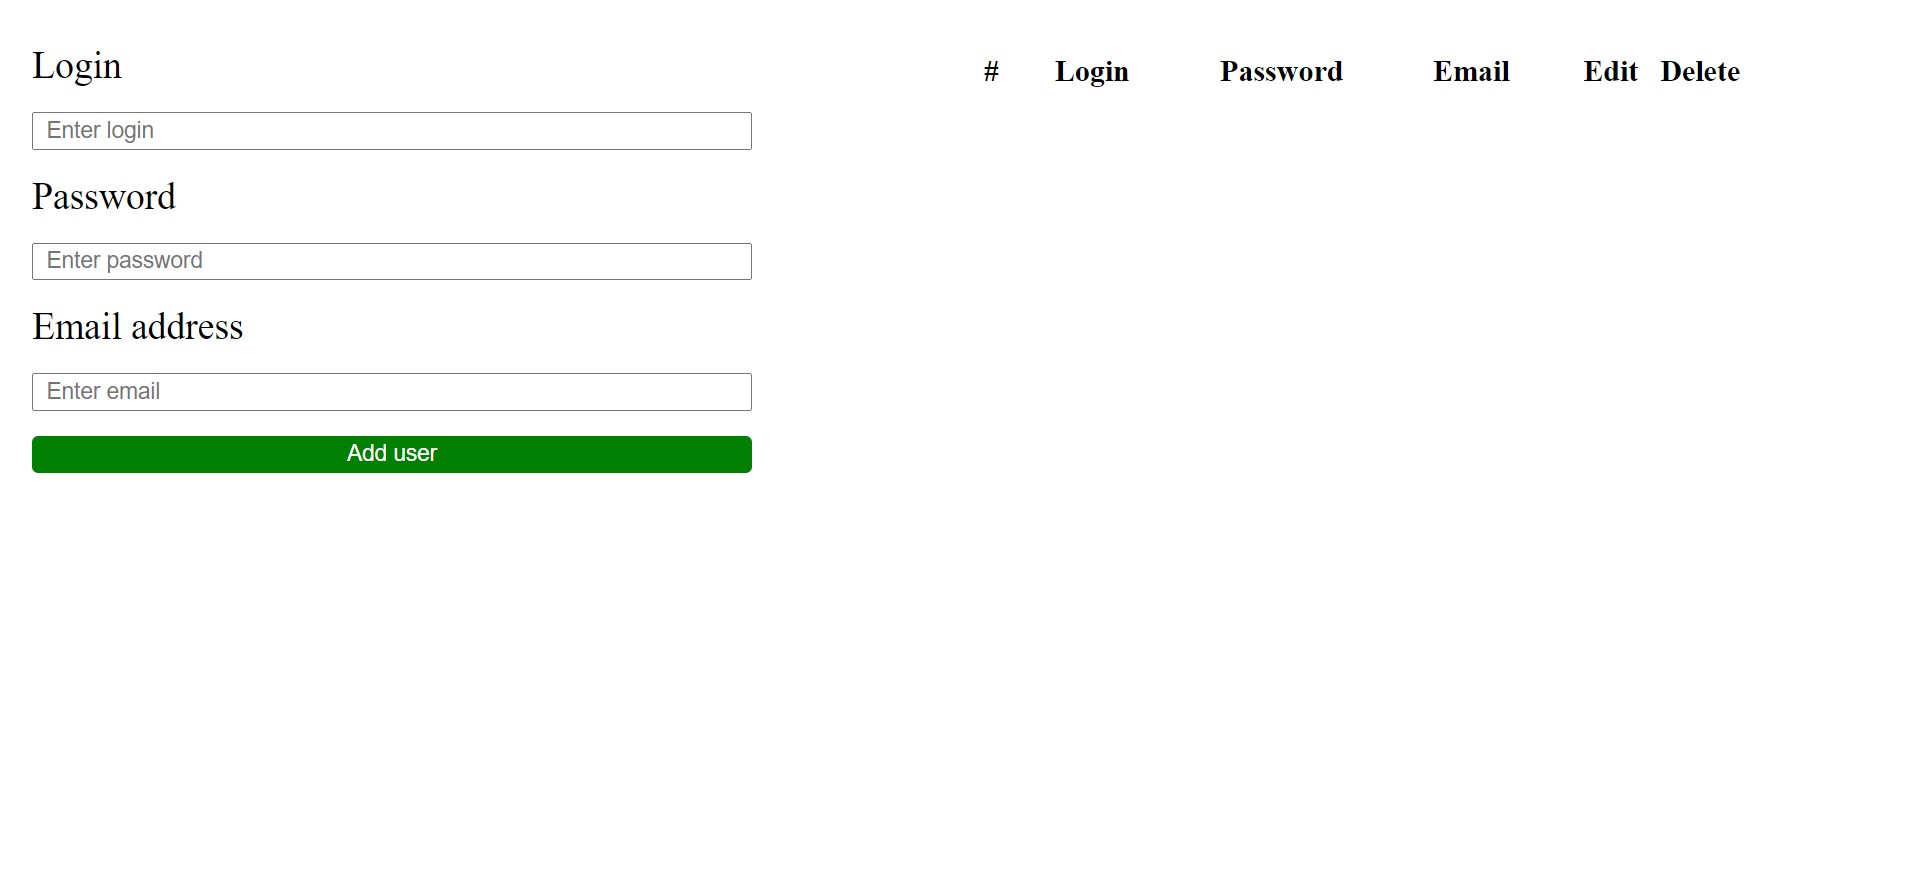 Login
Enter login
Password
Enter password
Email address
Enter email
Add user
# Login Password Email Edit Delete